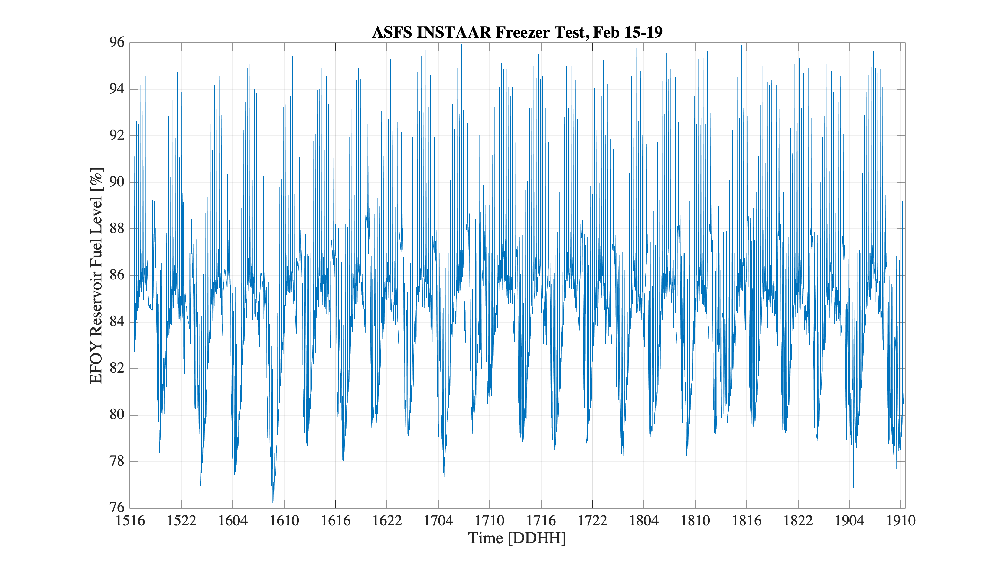 ASFS INSTAAR Freezer Test, Feb 15-19
EFOY Reservoir Fuel Level [%]
96
94
92
90
88
86
84
82
80
78
76
1516 1522 1604 1610 1616 1622 1704 1710 1716 1722 1804 1810 1816 1822 1904 1910
Time [DDHH]